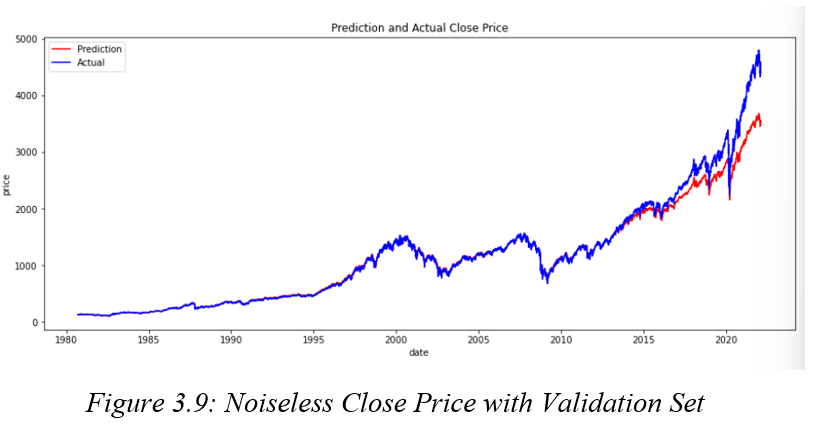 Prediction and Actual Close Price
5000
Prediction
Actual
4000
3000
price
2000
1000
0
1980 1985 1990 1995 2000 2005 2010 2015 2020
date
Figure 3.9: Noiseless Close Price with Validation Set